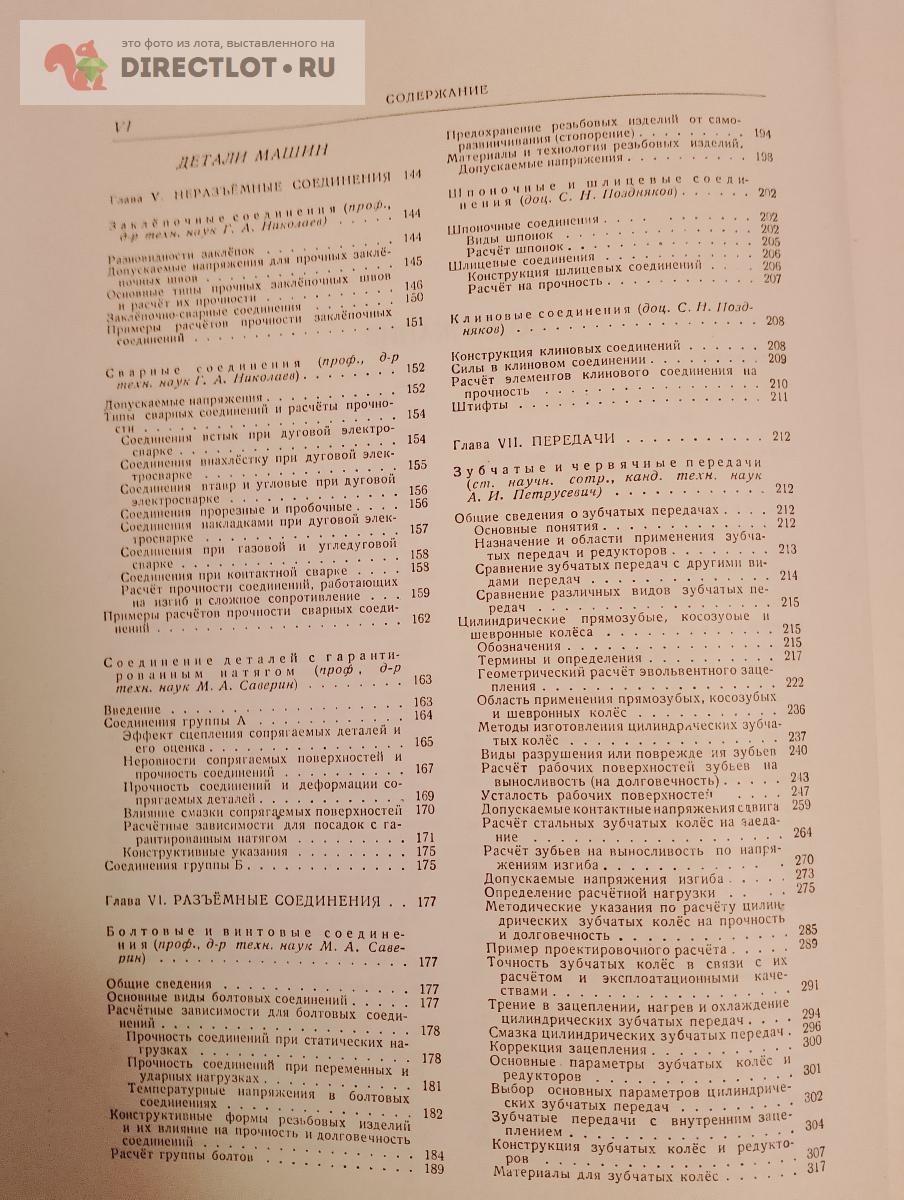 это фото из лота, выставленного на
DIRECTLOT.RU
СОДЕРЖАНИЕ
VI
ДЕТАЛИ МАШИН
Глава V. НЕРАЗЪЁМНЫЕ СОЕДИНЕНИЯ 144
Заклёпочные соединения (проф.,
д-р техн. наук Г. А. Николаев) . . . . . 144
Разновидности заклёпок . . . . . . . . . . 144
Допускаемые напряжения для прочных заклё-
почных швов . . . . . . . . . . . . . 145
Основные типы прочных заклёпочных швов
и расчёт их прочности . . . . . . . . . . 146
Заклёпочно-сварные соединения . . . . . . . 150
Примеры расчётов прочности заклёпочных
соединений . . . . . . . . . . . . . . 151
Сварные соединения (проф., д-р
техн. наук Г. А. Николаев) . . . . . . . . 152
Допускаемые напряжения . . . . . . . . . . 152
Типы сварных соединений и расчёты прочно-
сти . . . . . . . . . . . . . . . . . 154
Соединения встык при дуговой электро-
сварке . . . . . . . . . . . . . . . 154
Соединения внахлёстку при дуговой элек-
тросварке . . . . . . . . . . . . . . 155
Соединения втавр и угловые при дуговой
электросварке . . . . . . . . . . . . 156
Соединения прорезные и пробочные . . . . 156
Соединения накладками при дуговой элек-
тросварке . . . . . . . . . . . . . . 157
Соединения при газовой и угледуговой
сварке . . . . . . . . . . . . . . . 158
Соединения при контактной сварке . . . . 158
Расчёт прочности соединений, работающих
на изгиб и сложное сопротивление . . . 159
Примеры расчётов прочности сварных соеди-
нений . . . . . . . . . . . . . . . . 162
Соединение деталей с гаранти-
рованным натягом (проф., д-р
техн. наук М. А. Саверин) . . . . . . . . 163
Введение . . . . . . . . . . . . . . . . 163
Соединения группы А . . . . . . . . . . . 164
Эффект сцепления сопрягаемых деталей и
его оценка . . . . . . . . . . . . . . 165
Неровности сопрягаемых поверхностей и
прочность соединений . . . . . . . . . 167
Прочность соединений и деформации со-
прягаемых деталей . . . . . . . . . . . 169
Влияние смазки сопрягаемых поверхностей 170
Расчётные зависимости для посадок с га-
рантированным натягом . . . . . . . . 171
Конструктивные указания . . . . . . . . . 175
Соединения группы Б . . . . . . . . . . . . 175
Глава VI. РАЗЪЁМНЫЕ СОЕДИНЕНИЯ . . 177
Болтовые и винтовые соедине-
ния (проф., д-р техн. наук М. А. Саве-
рин) . . . . . . . . . . . . . . . . . 177
Общие сведения . . . . . . . . . . . . . 177
Основные виды болтовых соединений . . . . . 177
Расчётные зависимости для болтовых соеди-
нений . . . . . . . . . . . . . . . . 178
Прочность соединений при статических на-
грузках . . . . . . . . . . . . . . . 178
Прочность соединений при переменных и
ударных нагрузках . . . . . . . . . . . 181
Температурные напряжения в болтовых
соединениях . . . . . . . . . . . . . 182
Конструктивные формы резьбовых изделий
и их влияние на прочность и долговечность
соединений . . . . . . . . . . . . . . 184
Расчёт группы болтов . . . . . . . . . . . 189
Предохранение резьбовых изделий от само-
развинчивания (стопорение) . . . . . . . . 194
Материалы и технология резьбовых изделий.
Допускаемые напряжения . . . . . . . . . 198
Шпоночные и шлицевые соеди-
нения (доц. С. Н. Поздняков) . . . . . . 202
Шпоночные соединения . . . . . . . . . . . 202
Виды шпонок . . . . . . . . . . . . . 202
Расчёт шпонок . . . . . . . . . . . . . 205
Шлицевые соединения . . . . . . . . . . . 206
Конструкция шлицевых соединений . . . . 206
Расчёт на прочность . . . . . . . . . . . 207
Клиновые соединения (доц. С. Н. Позд-
няков) . . . . . . . . . . . . . . . . 208
Конструкция клиновых соединений . . . . . . 208
Силы в клиновом соединении . . . . . . . . 209
Расчёт элементов клинового соединения на
прочность . . . . . . . . . . . . . . 210
Штифты . . . . . . . . . . . . . . . . 211
Глава VII. ПЕРЕДАЧИ . . . . . . . . . . . 212
Зубчатые и червячные передачи
(ст. научн. сотр., канд. техн. наук
А. И. Петрусевич) . . . . . . . . . . . 212
Общие сведения о зубчатых передачах . . . . 212
Основные понятия . . . . . . . . . . . . 212
Назначение и области применения зубча-
тых передач и редукторов . . . . . . . 213
Сравнение зубчатых передач с другими ви-
дами передач . . . . . . . . . . . . . 214
Сравнение различных видов зубчатых пе-
редач . . . . . . . . . . . . . . . . 215
Цилиндрические прямозубые, косозубые и
шевронные колёса . . . . . . . . . . . . 215
Обозначения . . . . . . . . . . . . . . 215
Термины и определения . . . . . . . . . 217
Геометрический расчёт эвольвентного заце-
пления . . . . . . . . . . . . . . . . 222
Область применения прямозубых, косозубых
и шевронных колёс . . . . . . . . . . . 236
Методы изготовления цилиндрических зубча-
тых колёс . . . . . . . . . . . . . . 237
Виды разрушения или поврежде ия зубьев 240
Расчёт рабочих поверхностей зубьев на
выносливость (на долговечность) . . . . . 243
Усталость рабочих поверхностей . . . . 247
Допускаемые контактные напряжения сдвига 259
Расчёт стальных зубчатых колёс на заеда-
ние . . . . . . . . . . . . . . . . . 264
Расчёт зубьев на выносливость по напря-
жениям изгиба . . . . . . . . . . . . 270
Допускаемые напряжения изгиба . . . . . 273
Определение расчётной нагрузки . . . . . 275
Методические указания по расчёту цилин-
дрических зубчатых колёс на прочность
и долговечность . . . . . . . . . . . . 285
Пример проектировочного расчёта . . . . . 289
Точность зубчатых колёс в связи с их
расчётом и эксплоатационными каче-
ствами . . . . . . . . . . . . . . . . 291
Трение в зацеплении, нагрев и охлаждение
цилиндрических зубчатых передач . . . . 294
Смазка цилиндрических зубчатых передач . 296
Коррекция зацепления . . . . . . . . . . 300
Основные параметры зубчатых колёс и
редукторов . . . . . . . . . . . . . . 301
Выбор основных параметров цилиндриче-
ских зубчатых передач . . . . . . . . . 302
Зубчатые передачи с внутренним заце-
плением . . . . . . . . . . . . . . . 304
Конструкция зубчатых колёс и редукто-
ров . . . . . . . . . . . . . . . . . 307
Материалы для зубчатых колёс . . . . . . 317